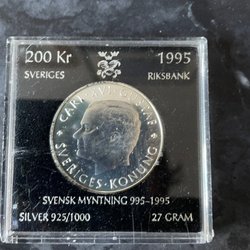 200 Kr 1995
SVERIGES RIKSBANK
CARL XVI GUSTAF
SVERIGES KONUNG
SVENSK MYNTNING 995-1995
SILVER 925/1000 27 GRAM